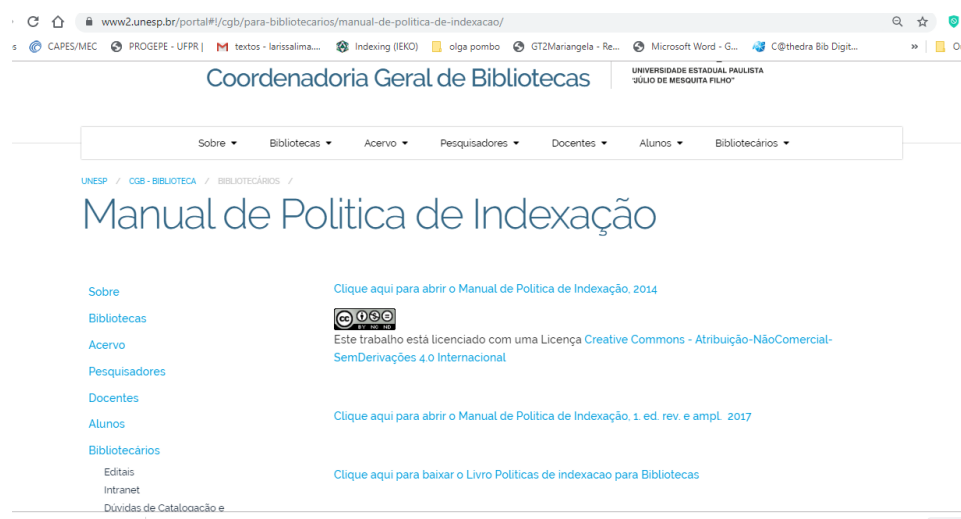 www2.unesp.br/portal#!/cgb/para-bibliotecarios/manual-de-politica-de-indexacao/
s CAPES/MEC PROGEPE - UFPR | textos - larissalima.... Indexing (IEKO) olga pombo GT2Mariangela - Re... Microsoft Word - G... C@thedra Bib Digit... » O
Coordenadoria Geral de Bibliotecas
UNIVERSIDADE ESTADUAL PAULISTA
"JÚLIO DE MESQUITA FILHO"
Sobre Bibliotecas Acervo Pesquisadores Docentes Alunos Bibliotecários
UNESP / CGB - BIBLIOTECA / BIBLIOTECÁRIOS /
Manual de Politica de Indexação
Sobre
Bibliotecas
Acervo
Pesquisadores
Docentes
Alunos
Bibliotecários
Editais
Intranet
Dúvidas de Catalogação e
Clique aqui para abrir o Manual de Politica de Indexação, 2014
cc BY NC ND
Este trabalho está licenciado com uma Licença Creative Commons - Atribuição-NãoComercial-
SemDerivações 4.0 Internacional
Clique aqui para abrir o Manual de Politica de Indexação, 1. ed. rev. e ampl. 2017
Clique aqui para baixar o Livro Politicas de indexacao para Bibliotecas